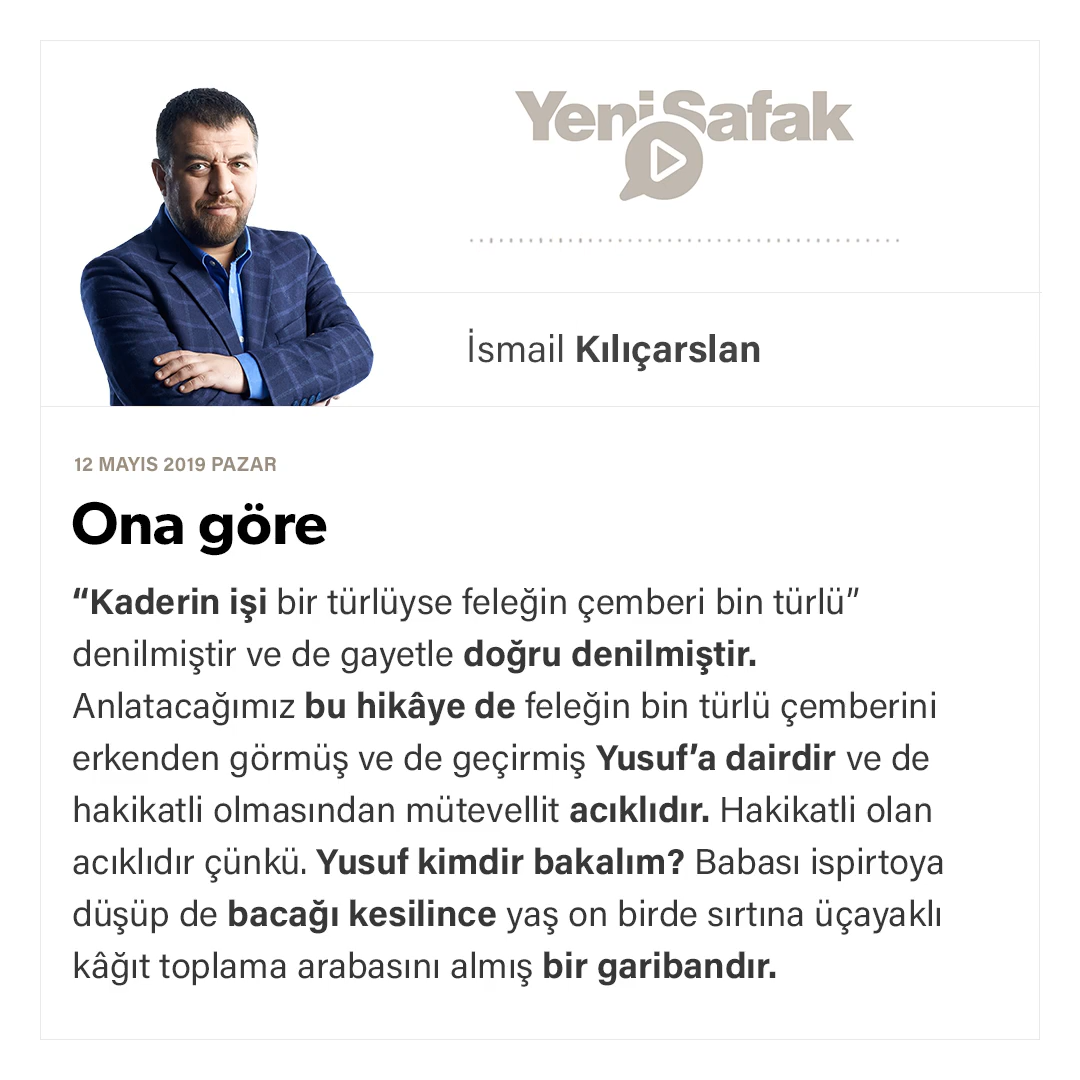 YeniSafak
İsmail Kılıçarslan
12 MAYIS 2019 PAZAR
Ona göre
“Kaderin işi bir türlüyse feleğin çemberi bin türlü”
denilmiştir ve de gayetle doğru denilmiştir.
Anlatacağımız bu hikâye de feleğin bin türlü çemberini
erkenden görmüş ve de geçirmiş Yusuf’a dairdir ve de
hakikatli olmasından mütevellit acıklıdır. Hakikatli olan
acıklıdır çünkü. Yusuf kimdir bakalım? Babası ispirtoya
düşüp de bacağı kesilince yaş on birde sırtına üçayaklı
kâğıt toplama arabasını almış bir garibandır.